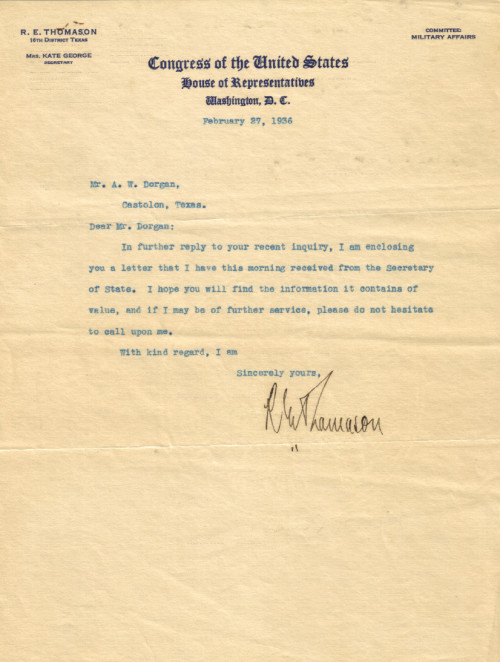 R. E. THOMASON
16TH DISTRICT TEXAS
MRS. KATE GEORGE
SECRETARY
COMMITTEE:
MILITARY AFFAIRS
Congress of the United States
House of Representatives
Washington, D. C.
February 27, 1936
Mr. A. W. Dorgan,
Castolon, Texas.
Dear Mr. Dorgan:
In further reply to your recent inquiry, I am enclosing
you a letter that I have this morning received from the Secretary
of State. I hope you will find the information it contains of
value, and if I may be of further service, please do not hesitate
to call upon me.
With kind regard, I am
Sincerely yours,
R E Thomason